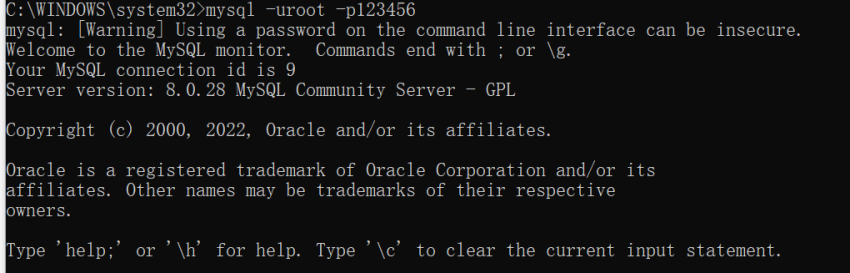 C:\WINDOWS\system32>mysql -uroot -p123456
mysql: [Warning] Using a password on the command line interface can be insecure.
Welcome to the MySQL monitor.  Commands end with ; or \g.
Your MySQL connection id is 9
Server version: 8.0.28 MySQL Community Server - GPL

Copyright (c) 2000, 2022, Oracle and/or its affiliates.

Oracle is a registered trademark of Oracle Corporation and/or its
affiliates. Other names may be trademarks of their respective
owners.

Type 'help;' or '\h' for help. Type '\c' to clear the current input statement.